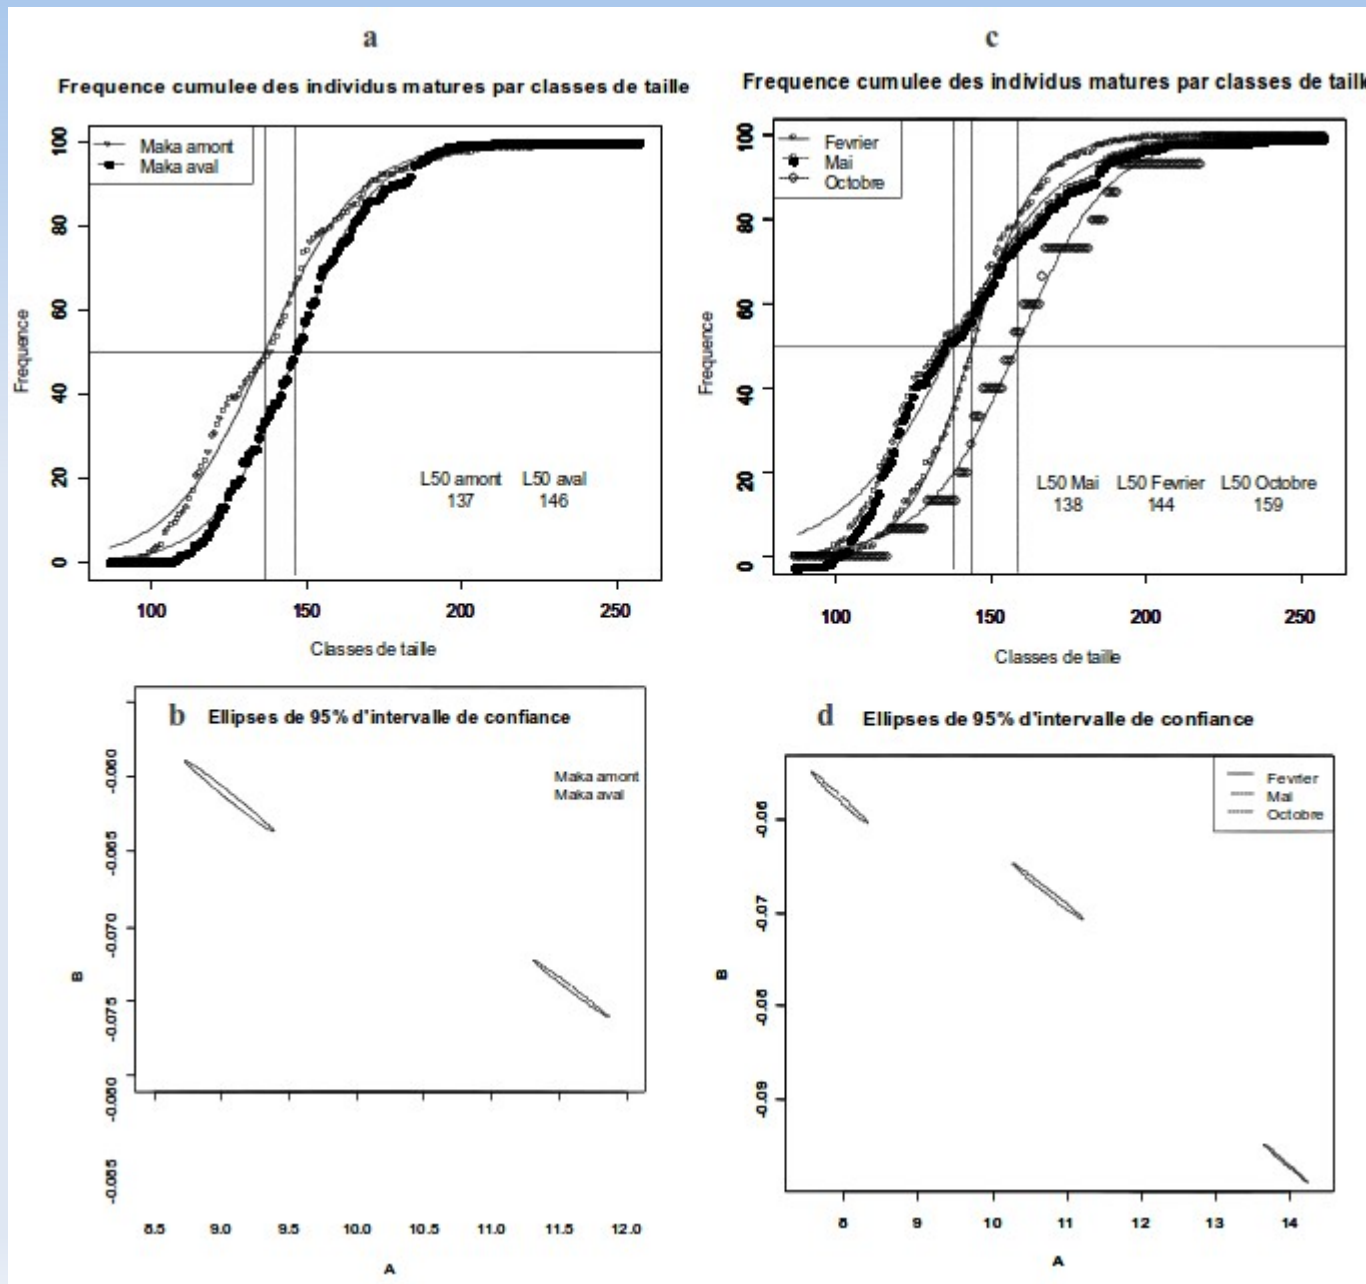 a
Frequence cumulee des individus matures par classes de taille
Maka amont
Maka aval
Frequence
100
80
60
40
20
0
L50 amont L50 aval
137 146
100 150 200 250
Classes de taille
c
Frequence cumulee des individus matures par classes de taill
Fevrier
Mai
Octobre
Frequence
100
80
60
40
20
0
L50 Mai L50 Fevrier L50 Octobre
138 144 159
100 150 200 250
Classes de taille
b Ellipses de 95% d'intervalle de confiance
Maka amont
Maka aval
B
-0.065
-0.070
-0.075
8.5 9.0 9.5 10.0 10.5 11.0 11.5 12.0
A
d Ellipses de 95% d'intervalle de confiance
Fevrier
Mai
Octobre
B
-0.06
-0.07
-0.08
-0.09
8 9 10 11 12 13 14
A